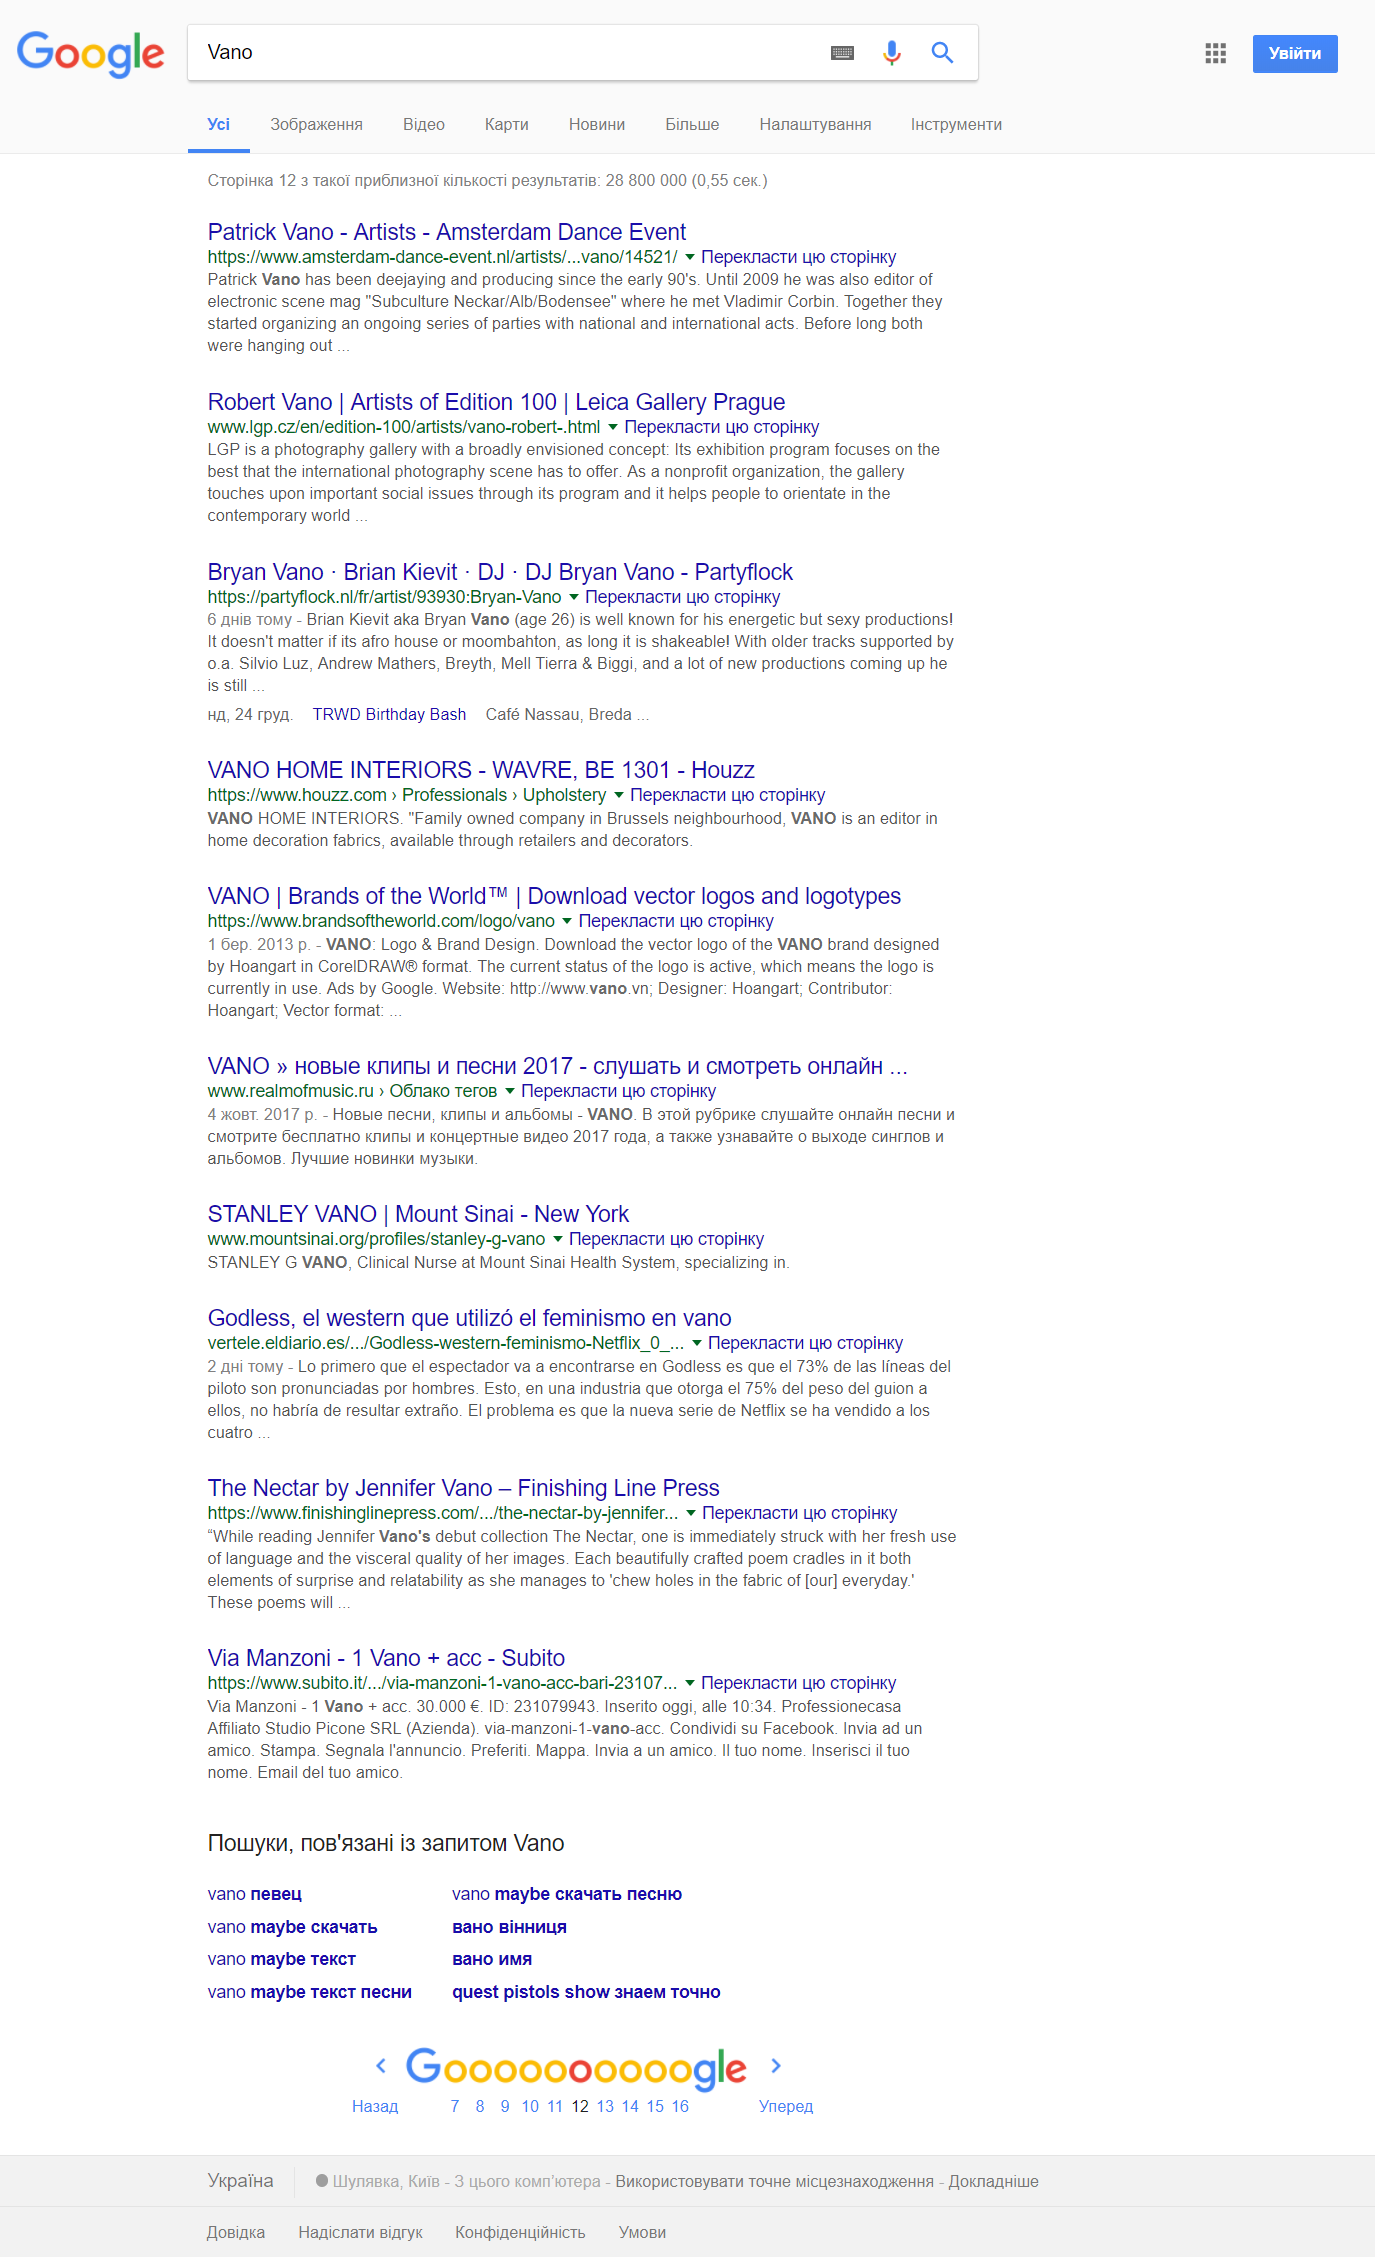 Google
Vano
Увійти
Усі Зображення Відео Карти Новини Більше Налаштування Інструменти
Сторінка 12 з такої приблизної кількості результатів: 28 800 000 (0,55 сек.)
Patrick Vano - Artists - Amsterdam Dance Event
https://www.amsterdam-dance-event.nl/artists/...vano/14521/ Перекласти цю сторінку
Patrick Vano has been deejaying and producing since the early 90's. Until 2009 he was also editor of
electronic scene mag "Subculture Neckar/Alb/Bodensee" where he met Vladimir Corbin. Together they
started organizing an ongoing series of parties with national and international acts. Before long both
were hanging out ...
Robert Vano | Artists of Edition 100 | Leica Gallery Prague
www.lgp.cz/en/edition-100/artists/vano-robert-.html Перекласти цю сторінку
LGP is a photography gallery with a broadly envisioned concept: Its exhibition program focuses on the
best that the international photography scene has to offer. As a nonprofit organization, the gallery
touches upon important social issues through its program and it helps people to orientate in the
contemporary world ...
Bryan Vano · Brian Kievit · DJ · DJ Bryan Vano - Partyflock
https://partyflock.nl/fr/artist/93930:Bryan-Vano Перекласти цю сторінку
6 днів тому - Brian Kievit aka Bryan Vano (age 26) is well known for his energetic but sexy productions!
It doesn't matter if its afro house or moombahton, as long it is shakeable! With older tracks supported by
o.a. Silvio Luz, Andrew Mathers, Breyth, Mell Tierra & Biggi, and a lot of new productions coming up he
is still ...
нд, 24 груд. TRWD Birthday Bash Café Nassau, Breda ...
VANO HOME INTERIORS - WAVRE, BE 1301 - Houzz
https://www.houzz.com › Professionals › Upholstery Перекласти цю сторінку
VANO HOME INTERIORS. "Family owned company in Brussels neighbourhood, VANO is an editor in
home decoration fabrics, available through retailers and decorators.
VANO | Brands of the World™ | Download vector logos and logotypes
https://www.brandsoftheworld.com/logo/vano Перекласти цю сторінку
1 бер. 2013 р. - VANO: Logo & Brand Design. Download the vector logo of the VANO brand designed
by Hoangart in CorelDRAW® format. The current status of the logo is active, which means the logo is
currently in use. Ads by Google. Website: http://www.vano.vn; Designer: Hoangart; Contributor:
Hoangart; Vector format: ...
VANO » новые клипы и песни 2017 - слушать и смотреть онлайн ...
www.realmofmusic.ru › Облако тегов Перекласти цю сторінку
4 жовт. 2017 р. - Новые песни, клипы и альбомы - VANO. В этой рубрике слушайте онлайн песни и
смотрите бесплатно клипы и концертные видео 2017 года, а также узнавайте о выходе синглов и
альбомов. Лучшие новинки музыки.
STANLEY VANO | Mount Sinai - New York
www.mountsinai.org/profiles/stanley-g-vano Перекласти цю сторінку
STANLEY G VANO, Clinical Nurse at Mount Sinai Health System, specializing in.
Godless, el western que utilizó el feminismo en vano
vertele.eldiario.es/.../Godless-western-feminismo-Netflix_0_... Перекласти цю сторінку
2 дні тому - Lo primero que el espectador va a encontrarse en Godless es que el 73% de las líneas del
piloto son pronunciadas por hombres. Esto, en una industria que otorga el 75% del peso del guion a
ellos, no habría de resultar extraño. El problema es que la nueva serie de Netflix se ha vendido a los
cuatro ...
The Nectar by Jennifer Vano – Finishing Line Press
https://www.finishinglinepress.com/.../the-nectar-by-jennifer... Перекласти цю сторінку
“While reading Jennifer Vano's debut collection The Nectar, one is immediately struck with her fresh use
of language and the visceral quality of her images. Each beautifully crafted poem cradles in it both
elements of surprise and relatability as she manages to 'chew holes in the fabric of [our] everyday.'
These poems will ...
Via Manzoni - 1 Vano + acc - Subito
https://www.subito.it/.../via-manzoni-1-vano-acc-bari-23107... Перекласти цю сторінку
Via Manzoni - 1 Vano + acc. 30.000 €. ID: 231079943. Inserito oggi, alle 10:34. Professionecasa
Affiliato Studio Picone SRL (Azienda). via-manzoni-1-vano-acc. Condividi su Facebook. Invia ad un
amico. Stampa. Segnala l'annuncio. Preferiti. Mappa. Invia a un amico. Il tuo nome. Inserisci il tuo
nome. Email del tuo amico.
Пошуки, пов'язані із запитом Vano
vano певец vano maybe скачать песню
vano maybe скачать вано вінниця
vano maybe текст вано имя
vano maybe текст песни quest pistols show знаем точно
Goooooooooogle
Назад 7 8 9 10 11 12 13 14 15 16 Уперед
Україна Шулявка, Київ - З цього комп’ютера - Використовувати точне місцезнаходження - Докладніше
Довідка Надіслати відгук Конфіденційність Умови